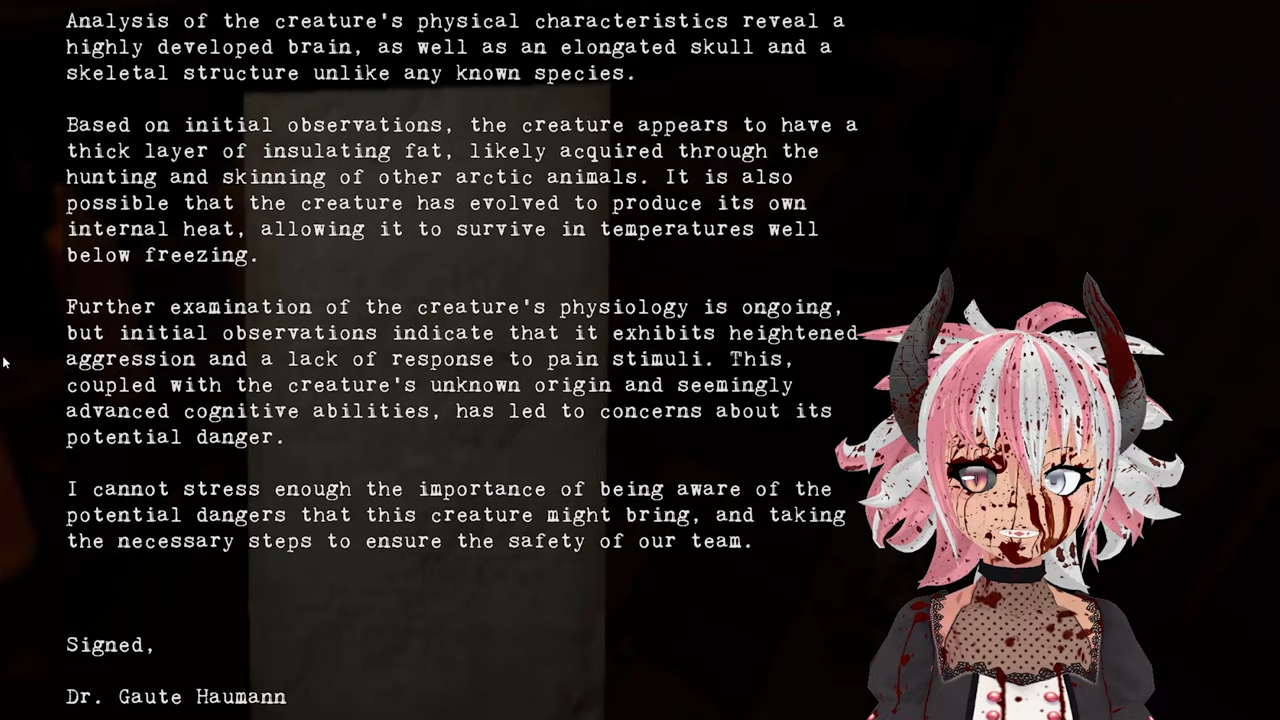 Analysis of the creature's physical characteristics reveal a
highly developed brain, as well as an elongated skull and a
skeletal structure unlike any known species.
Based on initial observations, the creature appears to have a
thick layer of insulating fat, likely acquired through the
hunting and skinning of other arctic animals. It is also
possible that the creature has evolved to produce its own
internal heat, allowing it to survive in temperatures well
below freezing.
Further examination of the creature's physiology is ongoing,
but initial observations indicate that it exhibits heightened
aggression and a lack of response to pain stimuli. This,
coupled with the creature's unknown origin and seemingly
advanced cognitive abilities, has led to concerns about its
potential danger.
I cannot stress enough the importance of being aware of the
potential dangers that this creature might bring, and taking
the necessary steps to ensure the safety of our team.
Signed,
Dr. Gaute Haumann